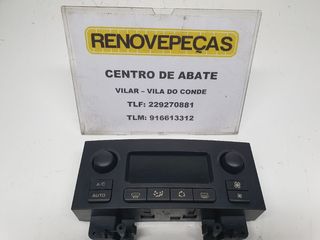 RENOVEPEÇAS
CENTRO DE ABATE
VILAR – VILA DO CONDE
TLF: 229270881
TLM: 916613312
A/C
AUTO